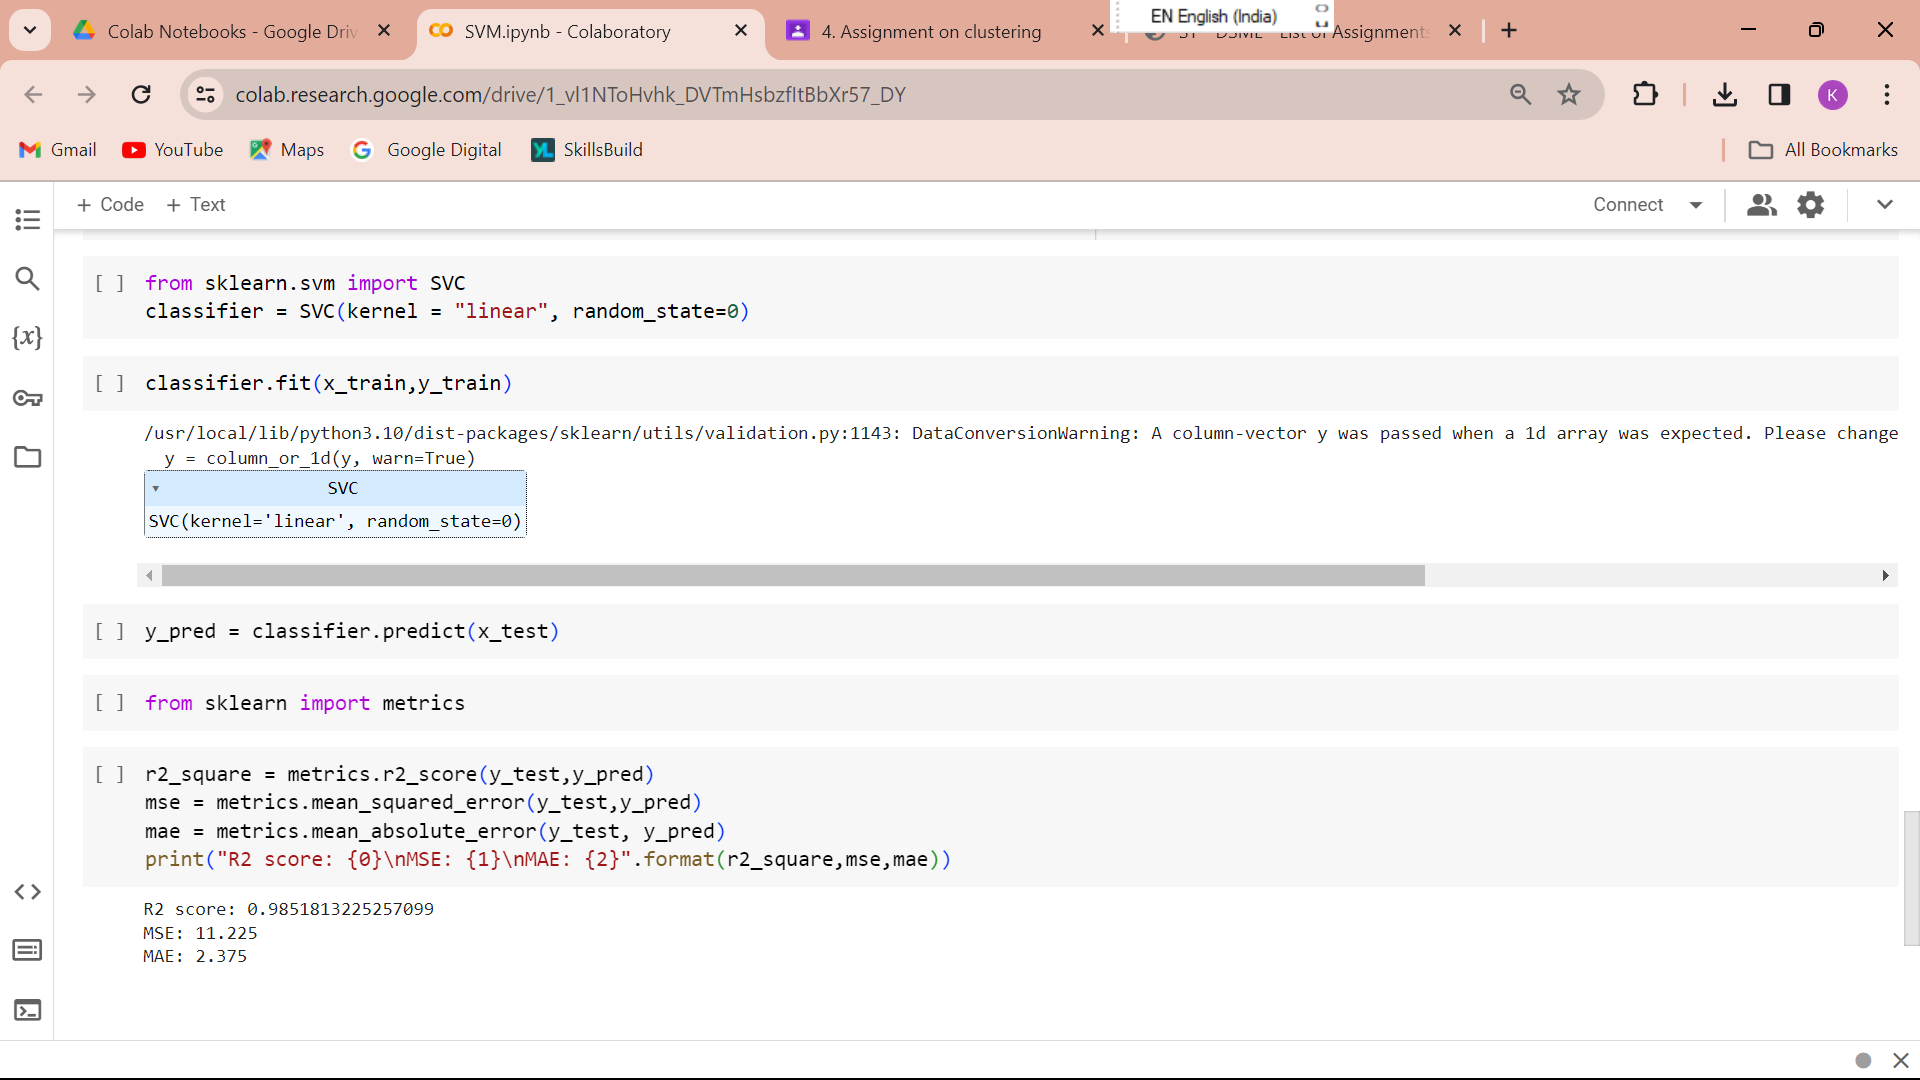 Colab Notebooks - Google Driv
SVM.ipynb - Colaboratory
4. Assignment on clustering
EN English (India)
Assignment
colab.research.google.com/drive/1_vl1NToHvhk_DVTmHsbzfItBbXr57_DY
K
Gmail
YouTube
Maps
Google Digital
SkillsBuild
All Bookmarks
+ Code
+ Text
Connect
[ ] from sklearn.svm import SVC
classifier = SVC(kernel = "linear", random_state=0)
[ ] classifier.fit(x_train,y_train)
/usr/local/lib/python3.10/dist-packages/sklearn/utils/validation.py:1143: DataConversionWarning: A column-vector y was passed when a 1d array was expected. Please change
y = column_or_1d(y, warn=True)
SVC
SVC(kernel='linear', random_state=0)
[ ] y_pred = classifier.predict(x_test)
[ ] from sklearn import metrics
[ ] r2_square = metrics.r2_score(y_test,y_pred)
mse = metrics.mean_squared_error(y_test,y_pred)
mae = metrics.mean_absolute_error(y_test, y_pred)
print("R2 score: {0}\nMSE: {1}\nMAE: {2}".format(r2_square,mse,mae))
R2 score: 0.9851813225257099
MSE: 11.225
MAE: 2.375